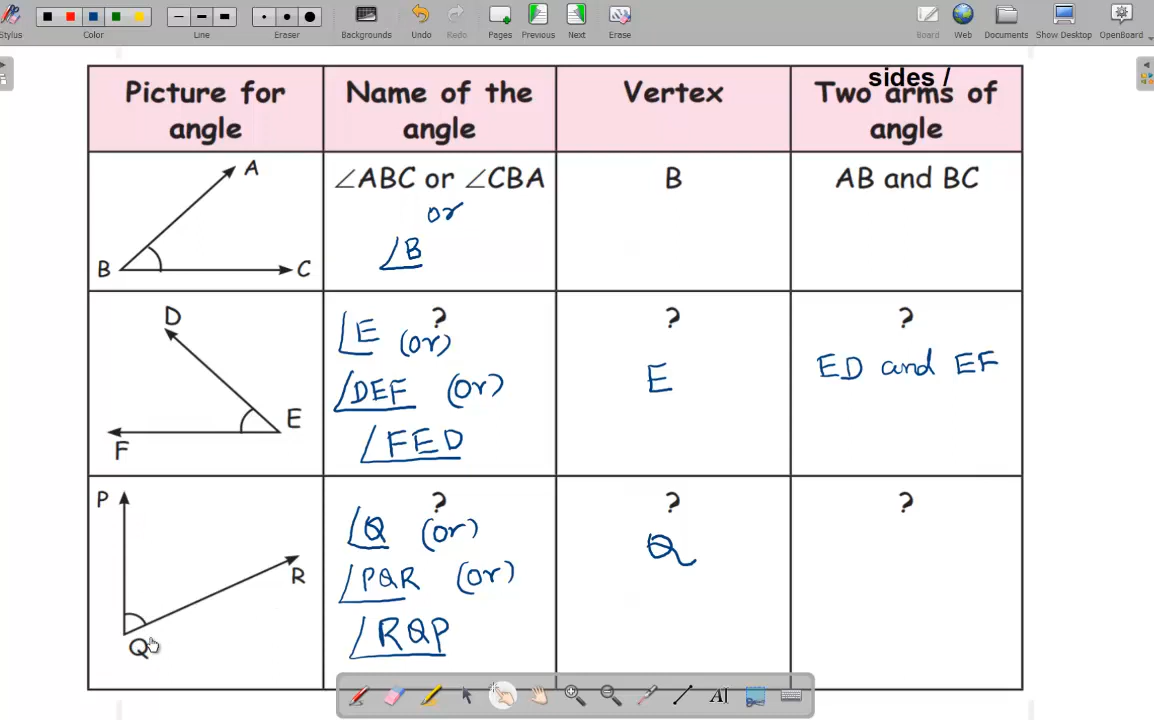 Stylus
Color
Line
Eraser
Backgrounds
Undo
Redo
Pages
Previous
Next
Erase
Board
Web
Documents
Show Desktop
OpenBoard
Picture for angle
Name of the angle
Vertex
sides /
Two arms of angle
A
B
C
∠ABC or ∠CBA
or
∠B
B
AB and BC
D
E
F
?
∠E (or)
∠DEF (or)
∠FED
?
E
?
ED and EF
P
R
Q
?
∠Q (or)
∠PQR (or)
∠RQP
?
Q
?